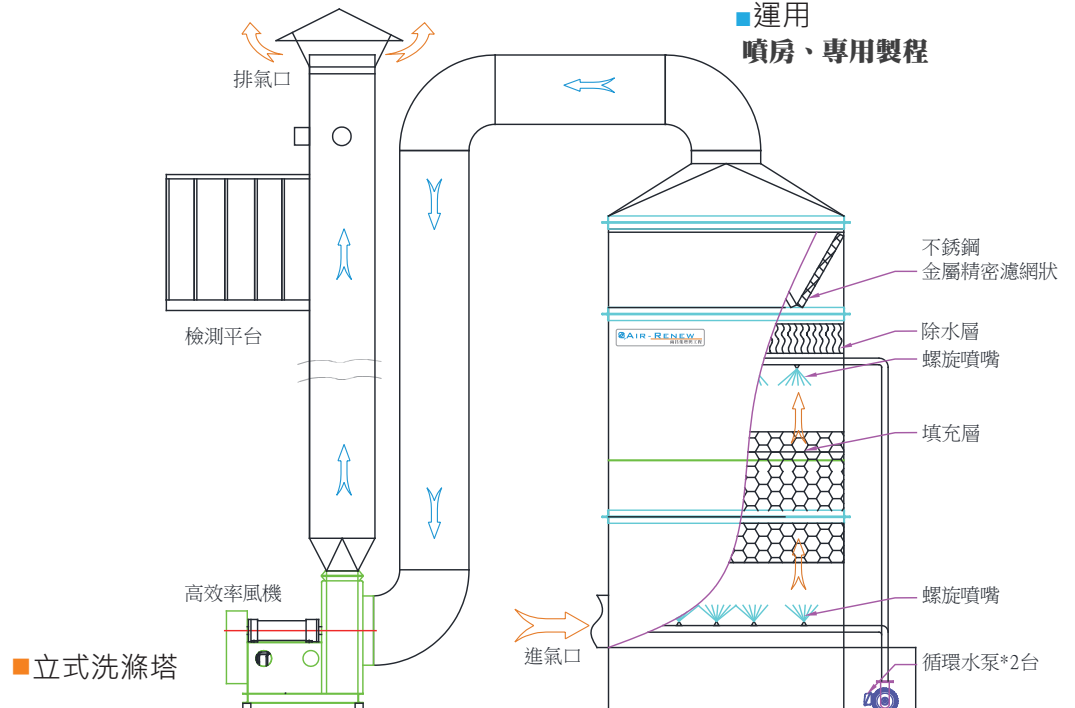 運用
噴房、專用製程
排氣口
檢測平台
不銹鋼
金屬精密濾網狀
AIR-RENEW
除水層
螺旋噴嘴
填充層
高效率風機
螺旋噴嘴
進氣口
立式洗滌塔
循環水泵*2台